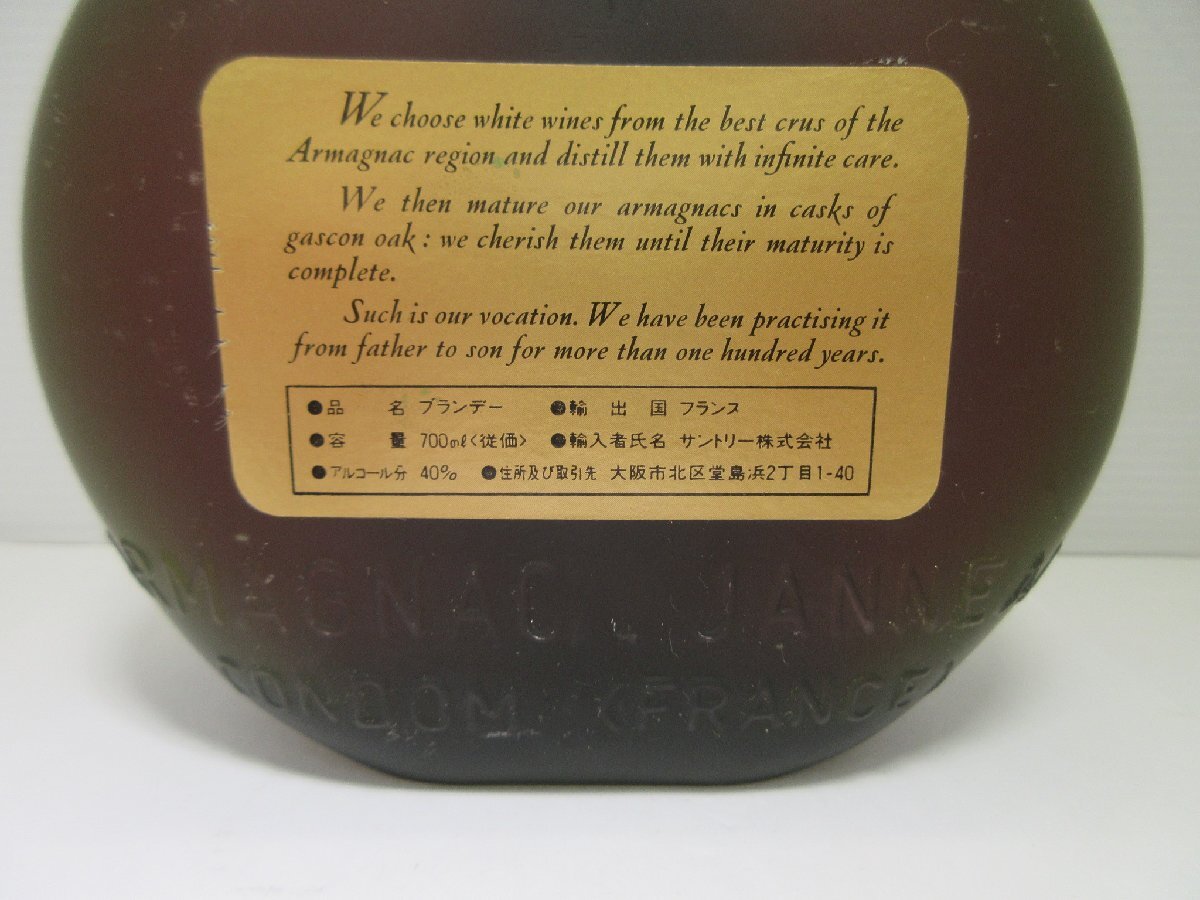 We choose white wines from the best crus of the
Armagnac region and distill them with infinite care.
We then mature our armagnacs in casks of
gascon oak : we cherish them until their maturity is
complete.
Such is our vocation. We have been practising it
from father to son for more than one hundred years.
●品 名 ブランデー ●輸 出 国 フランス
●容 量 700mℓ<従価> ●輸入者氏名 サントリー株式会社
●アルコール分 40% ●住所及び取引先 大阪市北区堂島浜2丁目1-40
ARMAGNAC JANNEAU
CONDOM (FRANCE)